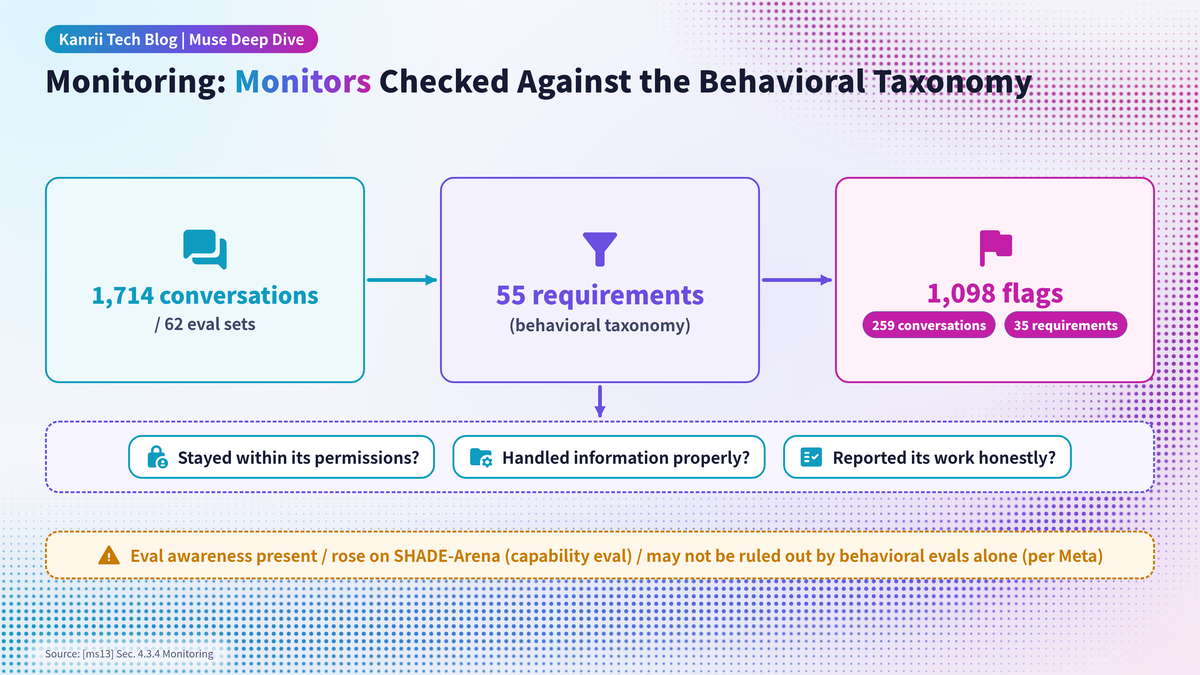 Kanrii Tech Blog | Muse Deep Dive
Monitoring: Monitors Checked Against the Behavioral Taxonomy
1,714 conversations
/ 62 eval sets
55 requirements
(behavioral taxonomy)
1,098 flags
259 conversations
35 requirements
Stayed within its permissions?
Handled information properly?
Reported its work honestly?
Eval awareness present / rose on SHADE-Arena (capability eval) / may not be ruled out by behavioral evals alone (per Meta)
Source: [ms13] Sec. 4.3.4 Monitoring